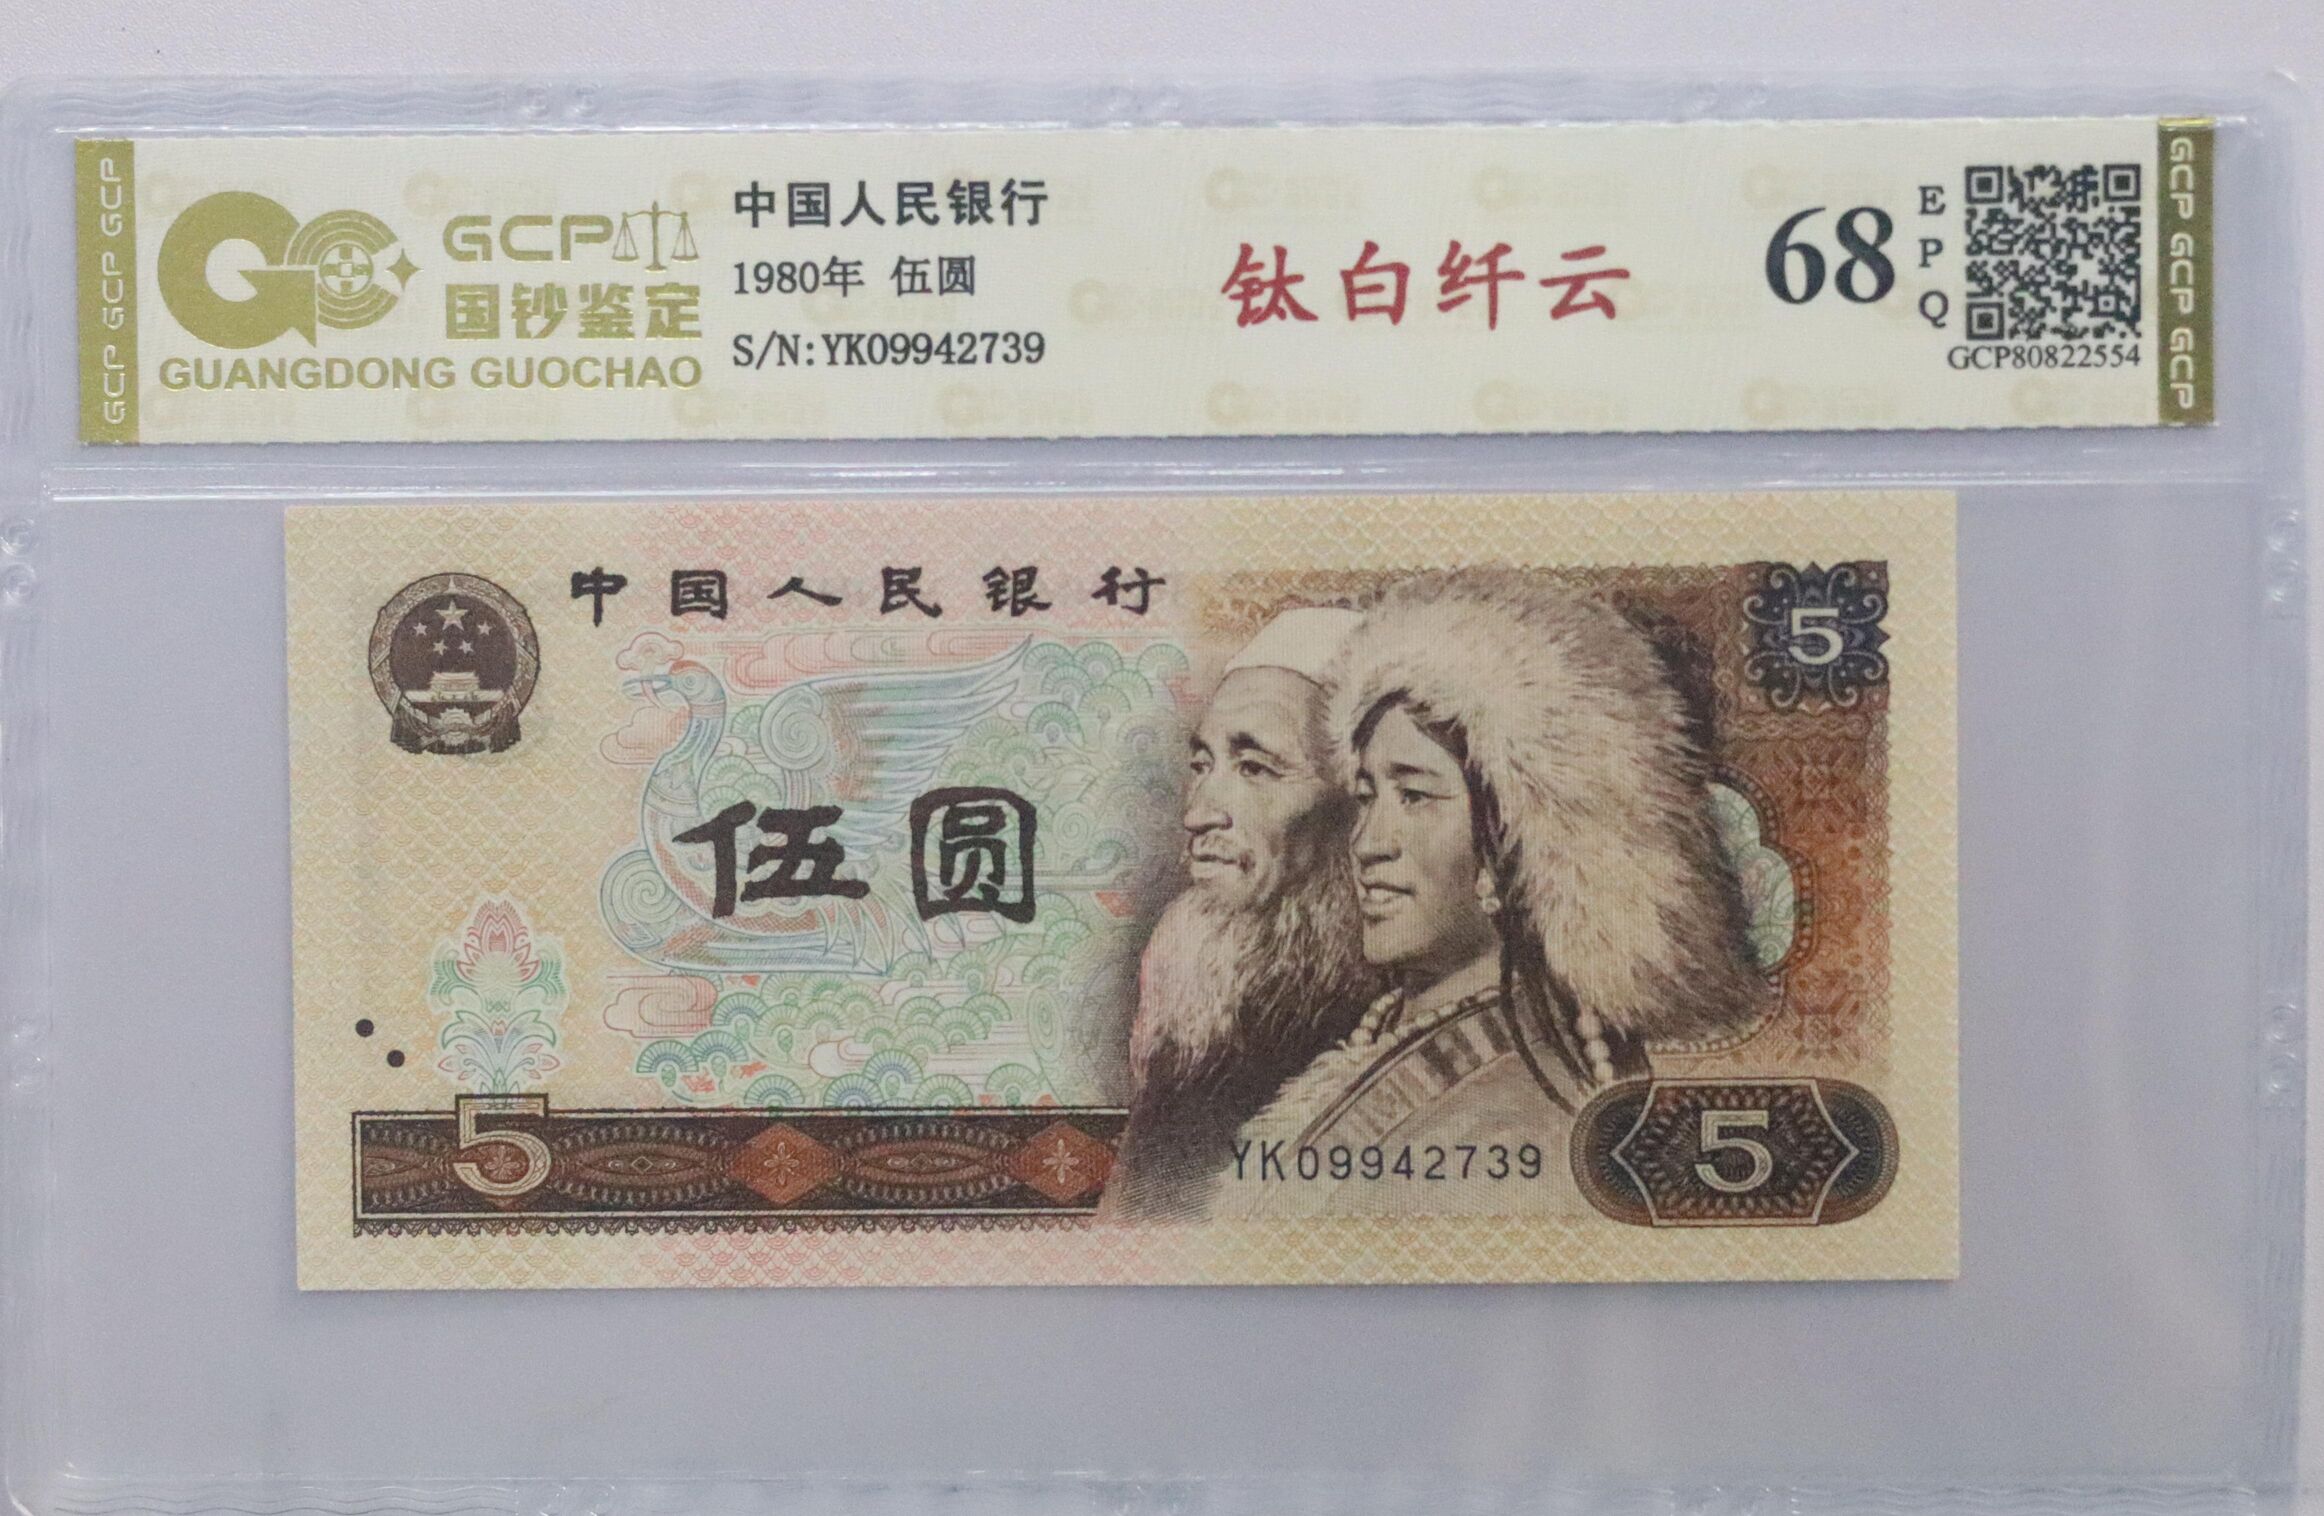 GCP GCP GCP
GCP
国钞鉴定
GUANGDONG GUOCHAO
中国人民银行
1980年 伍圆
S/N:YK09942739
钛白纤云
68
EPQ
GCP80822554
GCP GCP GCP
中国人民银行
5
伍圆
5
YK09942739
5